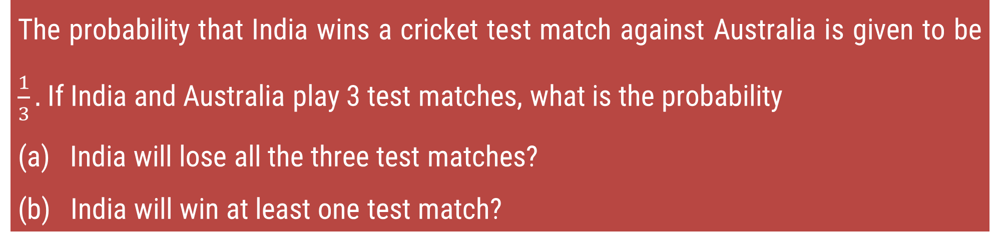 The probability that India wins a cricket test match against Australia is given to be
1/3. If India and Australia play 3 test matches, what is the probability
(a) India will lose all the three test matches?
(b) India will win at least one test match?